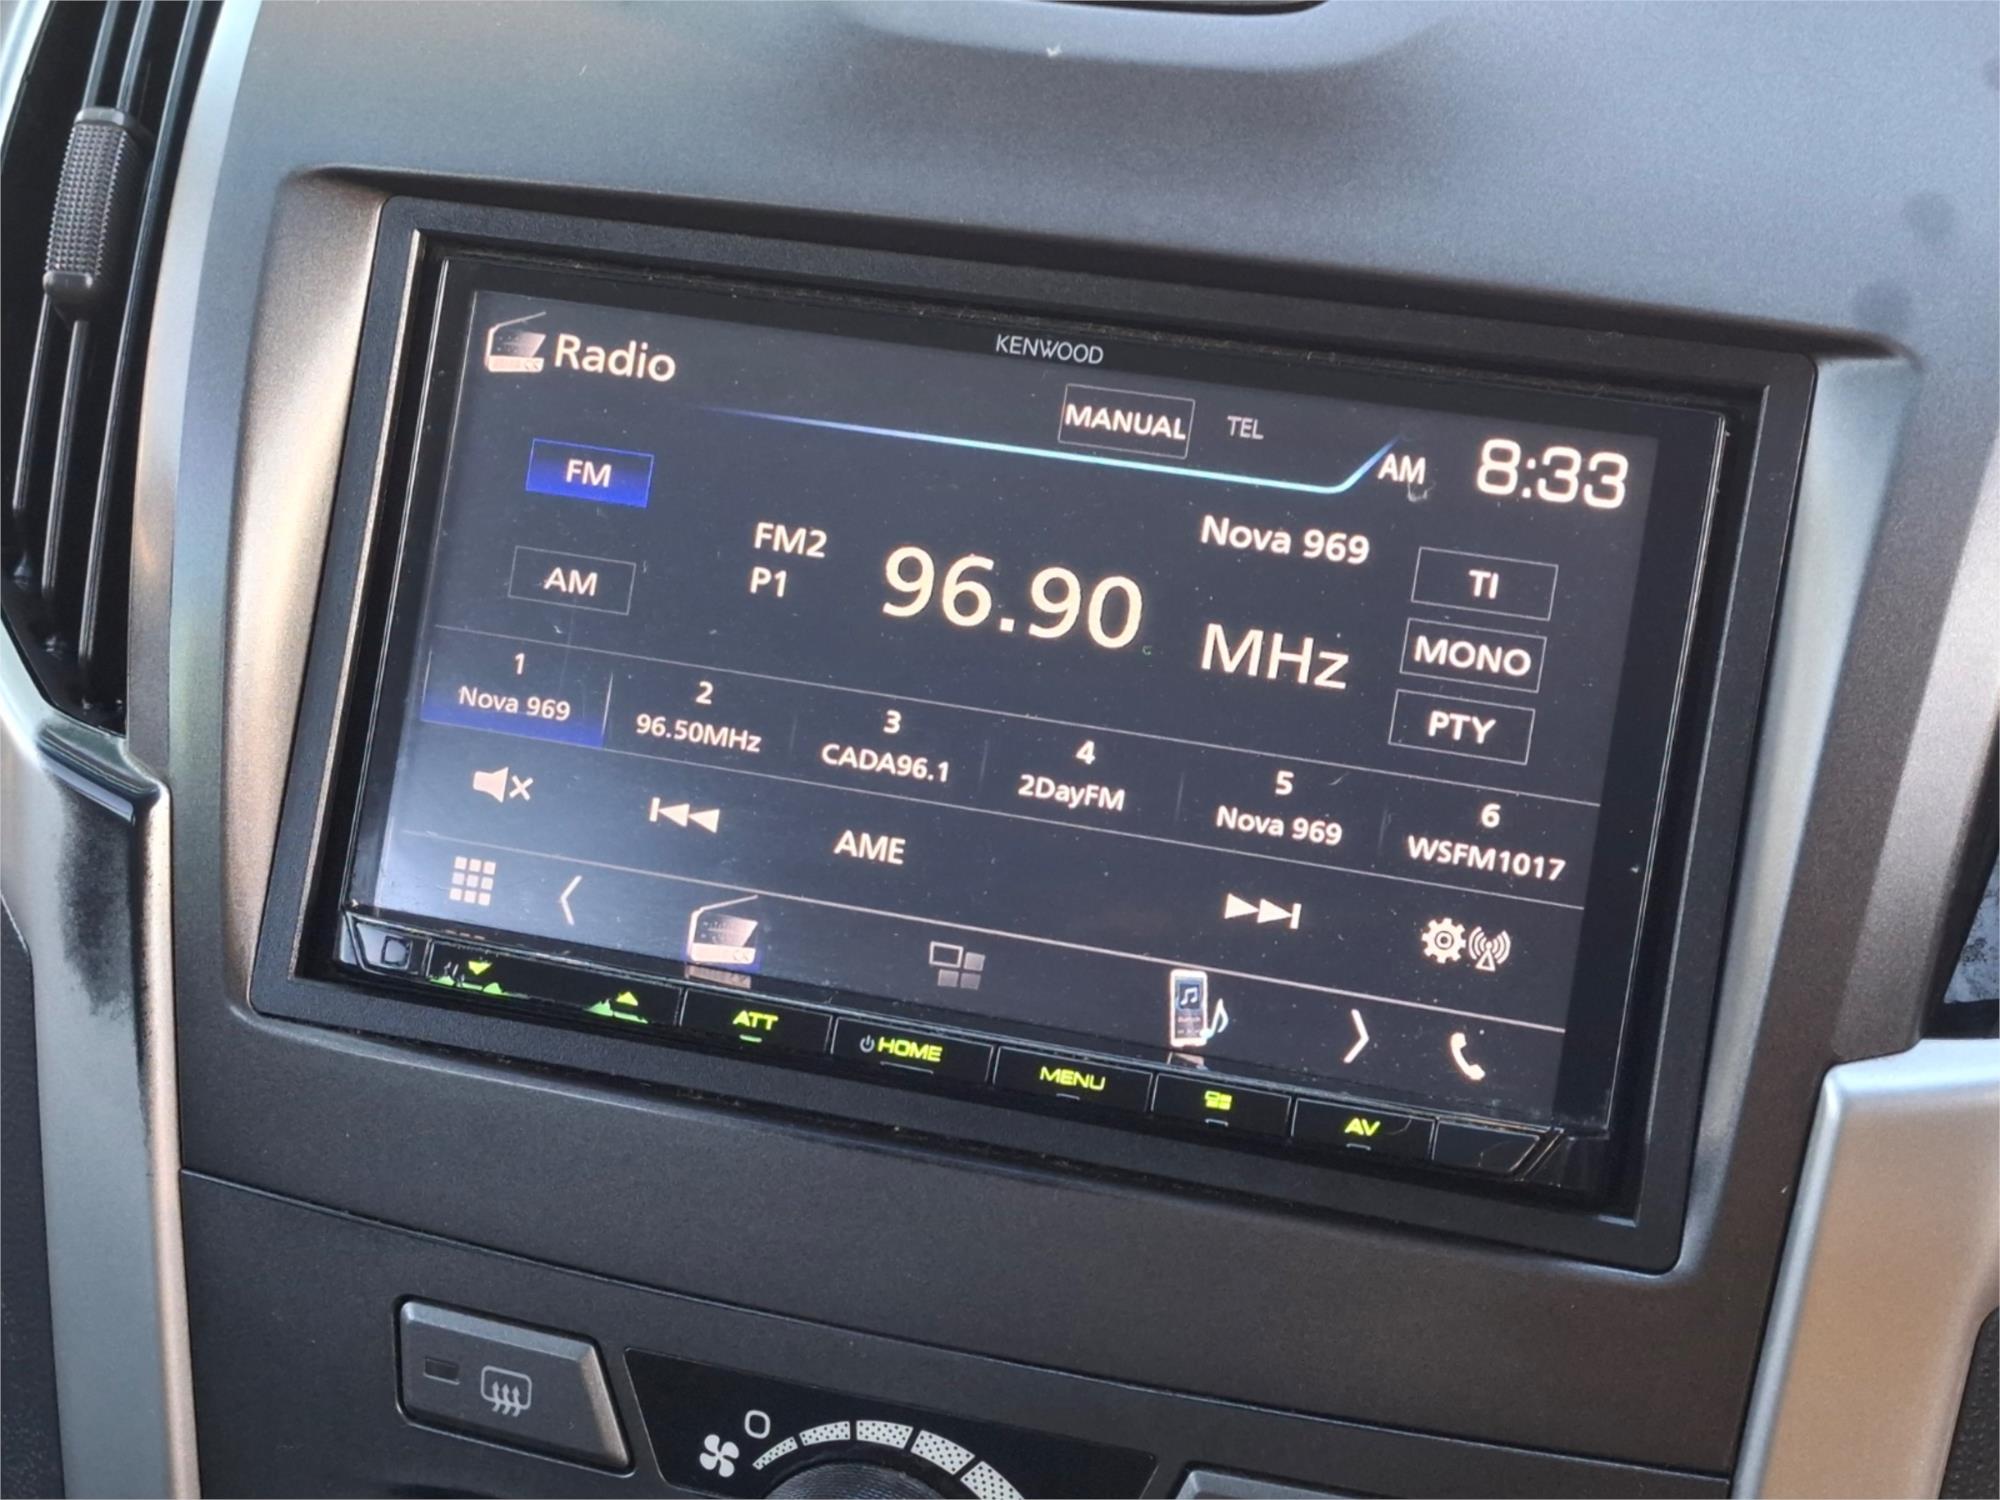 KENWOOD
Radio
MANUAL TEL
AM 8:33
FM
Nova 969
FM2
P1
96.90 MHz
TI
AM
MONO
PTY
1
Nova 969
2
96.50MHz
3
CADA96.1
4
2DayFM
5
Nova 969
6
WSFM1017
AME
ATT
HOME
MENU
AV
O